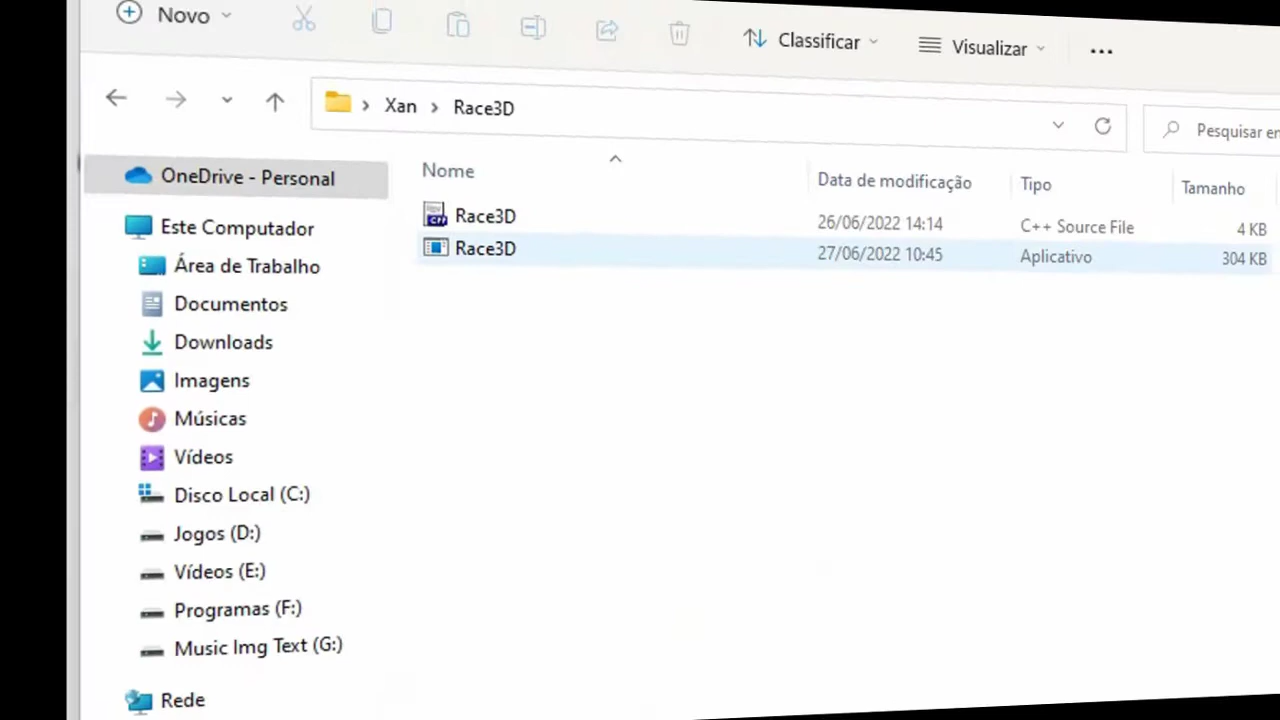 Novo Classificar Visualizar ...
Xan Race3D Pesquisar en
Nome Data de modificação Tipo Tamanho
Race3D 26/06/2022 14:14 C++ Source File 4 KB
Race3D 27/06/2022 10:45 Aplicativo 304 KB
OneDrive - Personal
Este Computador
Área de Trabalho
Documentos
Downloads
Imagens
Músicas
Vídeos
Disco Local (C:)
Jogos (D:)
Vídeos (E:)
Programas (F:)
Music Img Text (G:)
Rede